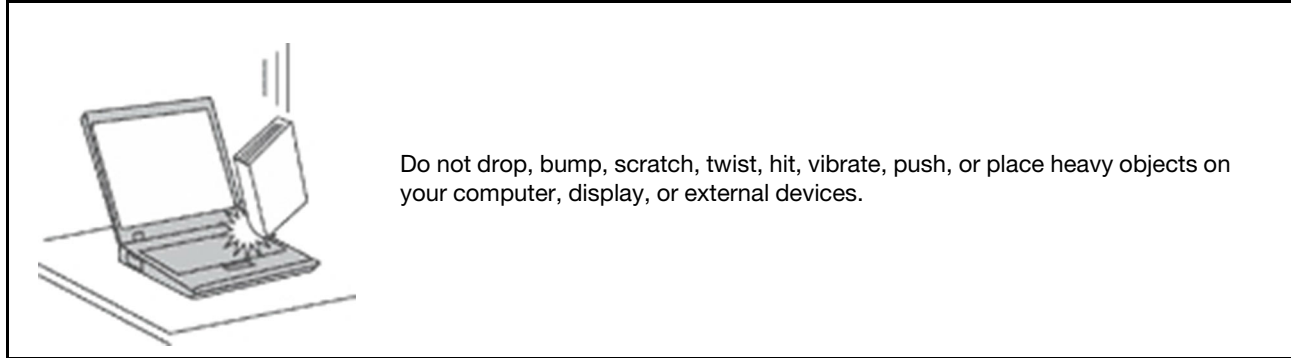 Do not drop, bump, scratch, twist, hit, vibrate, push, or place heavy objects on
your computer, display, or external devices.